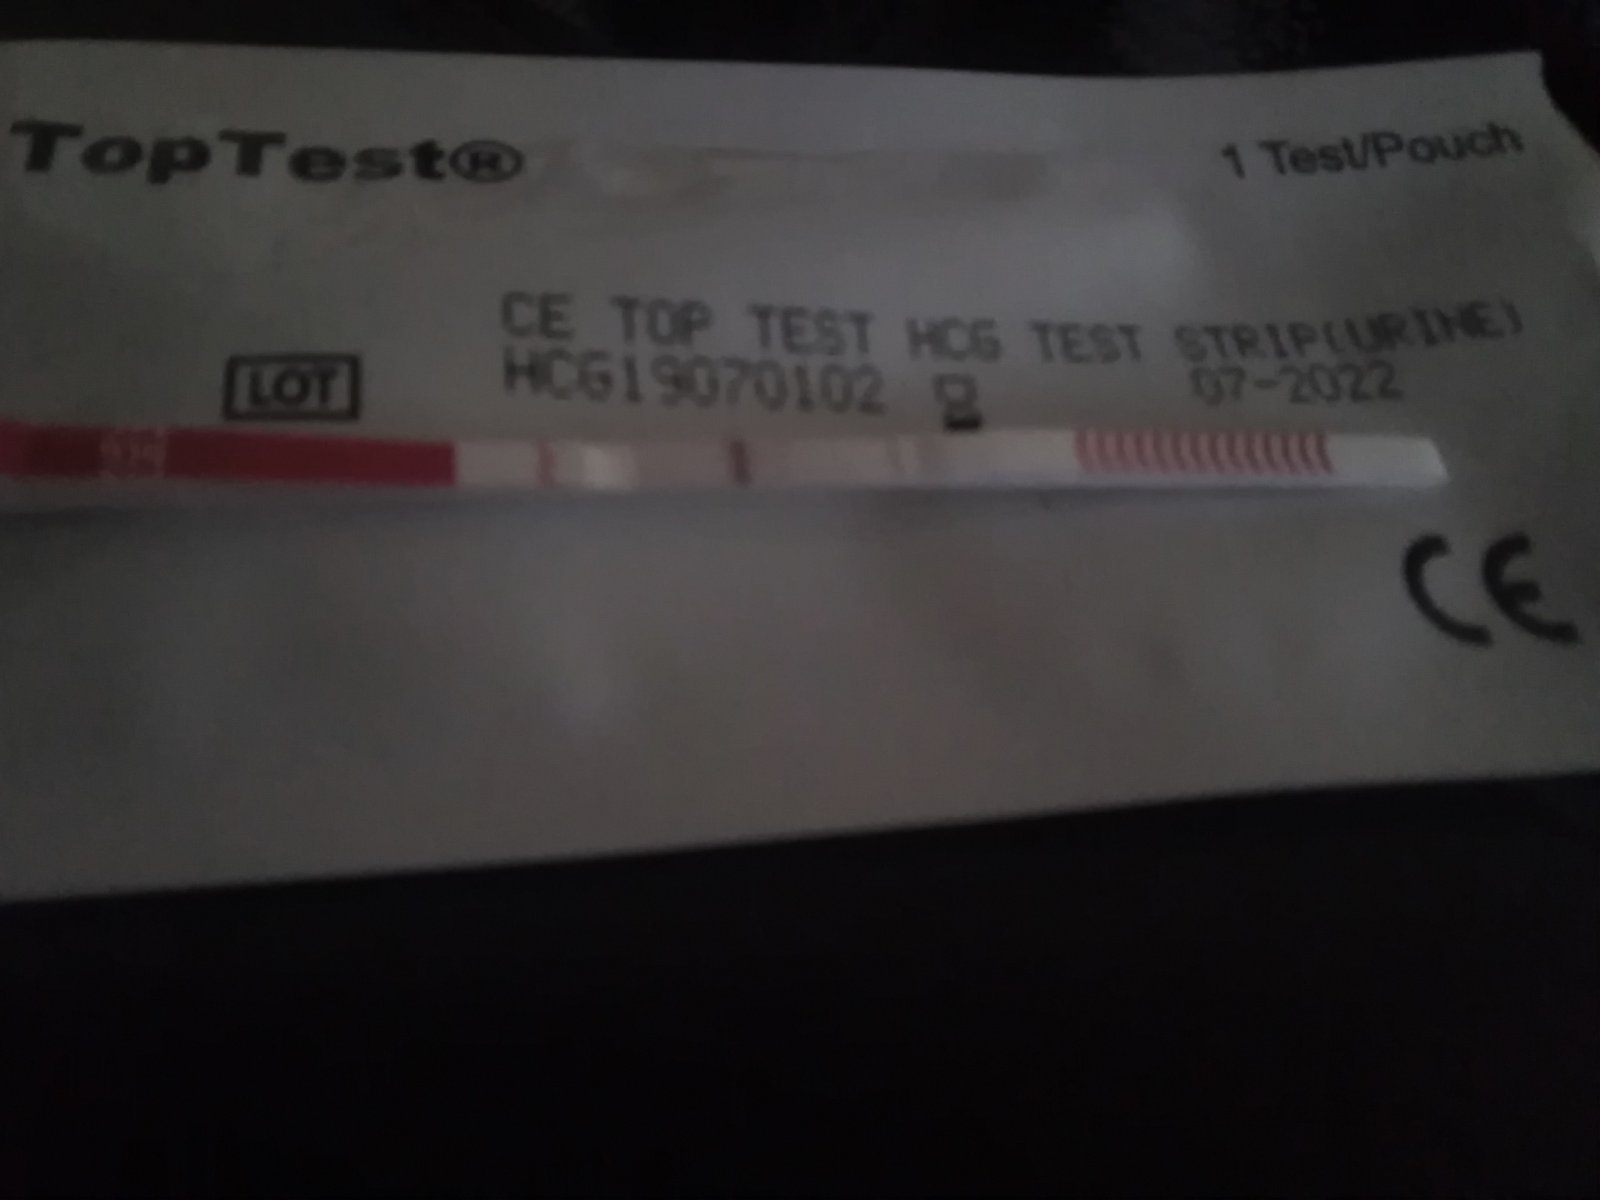 TopTest®
1 Test/Pouch
CE TOP TEST HCG TEST STRIP(URINE)
LOT
HCG19070102
07-2022
CE